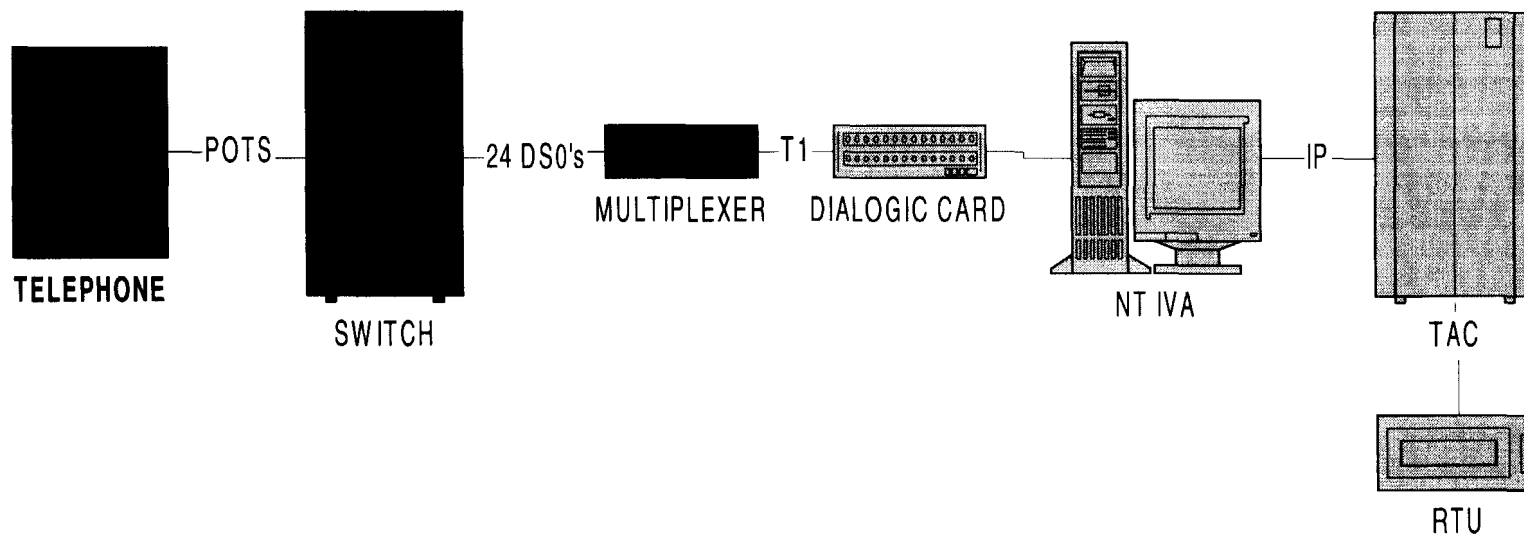 POTS
24 DS0's
T1
IP
TELEPHONE
SWITCH
MULTIPLEXER
DIALOGIC CARD
NT IVA
TAC
RTU